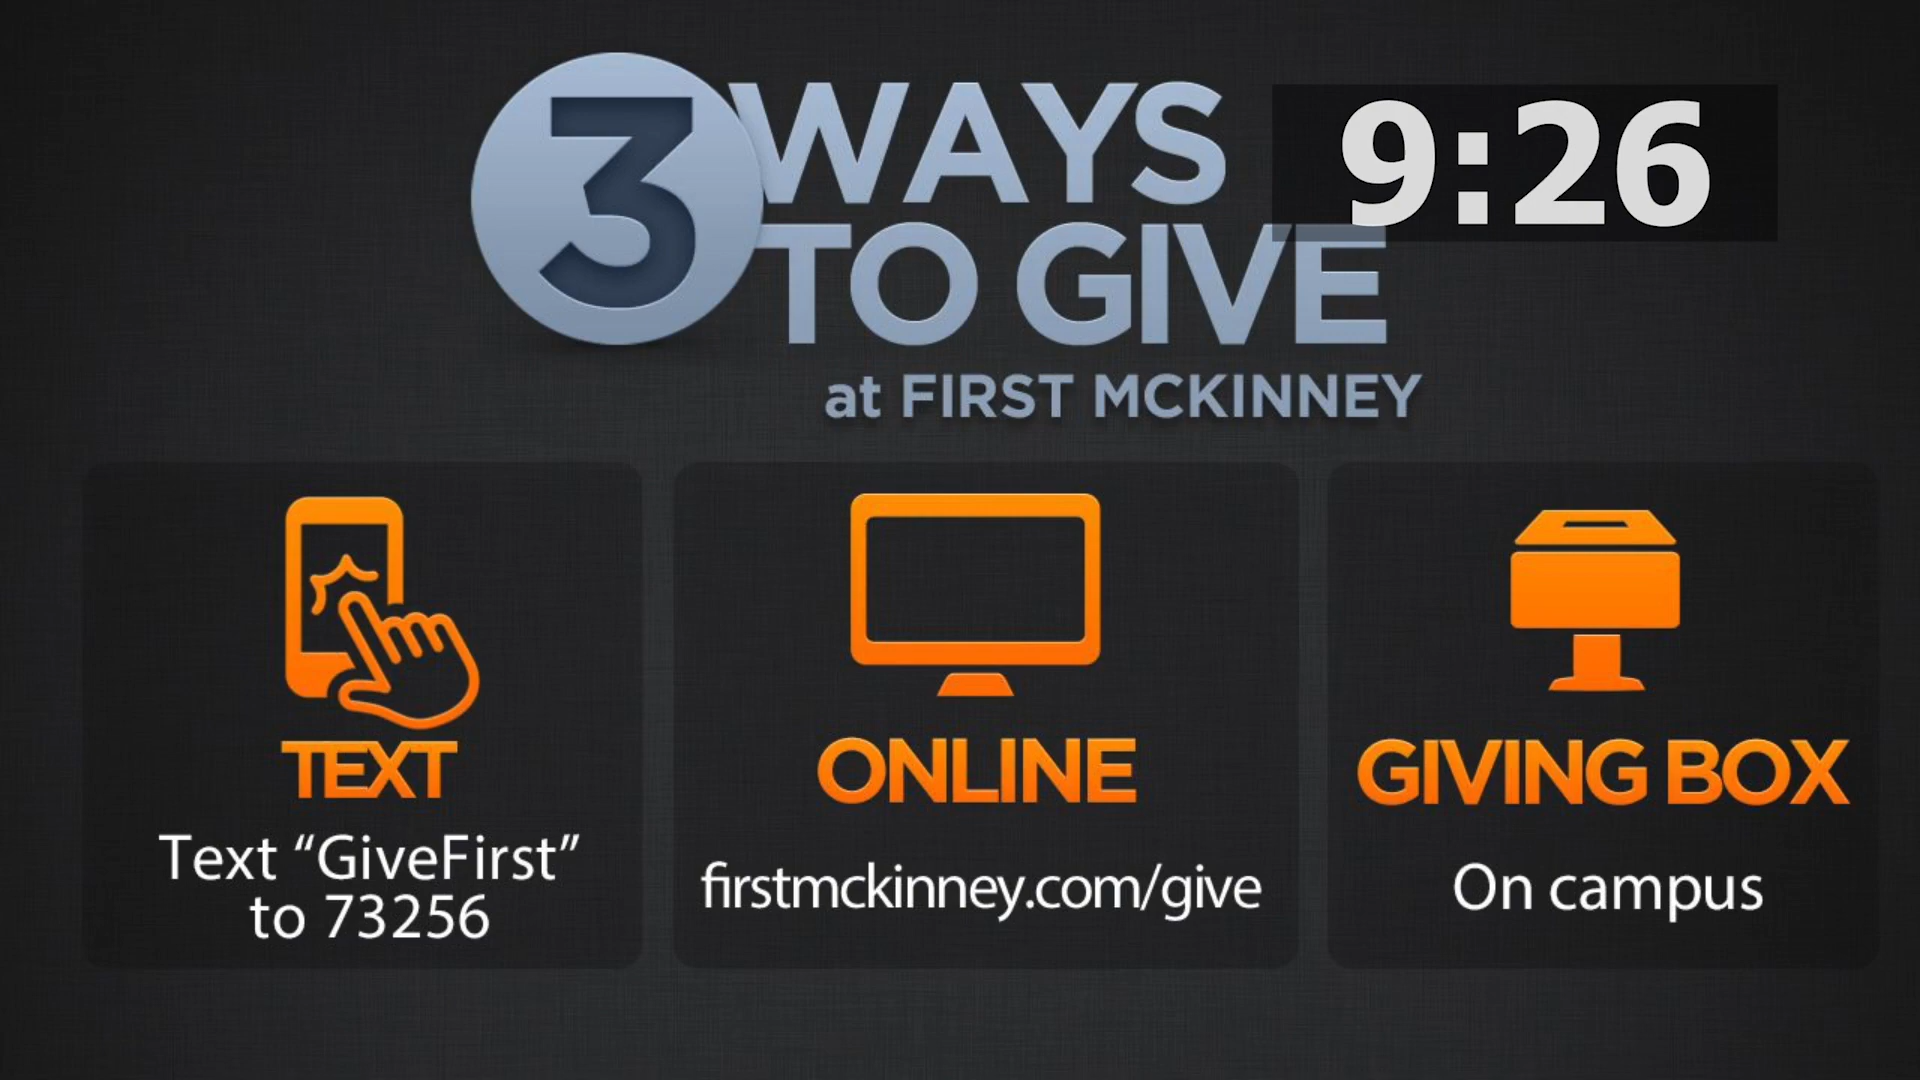 3 WAYS
TO GIVE
9:26
at FIRST MCKINNEY
TEXT
Text “GiveFirst”
to 73256
ONLINE
firstmckinney.com/give
GIVING BOX
On campus